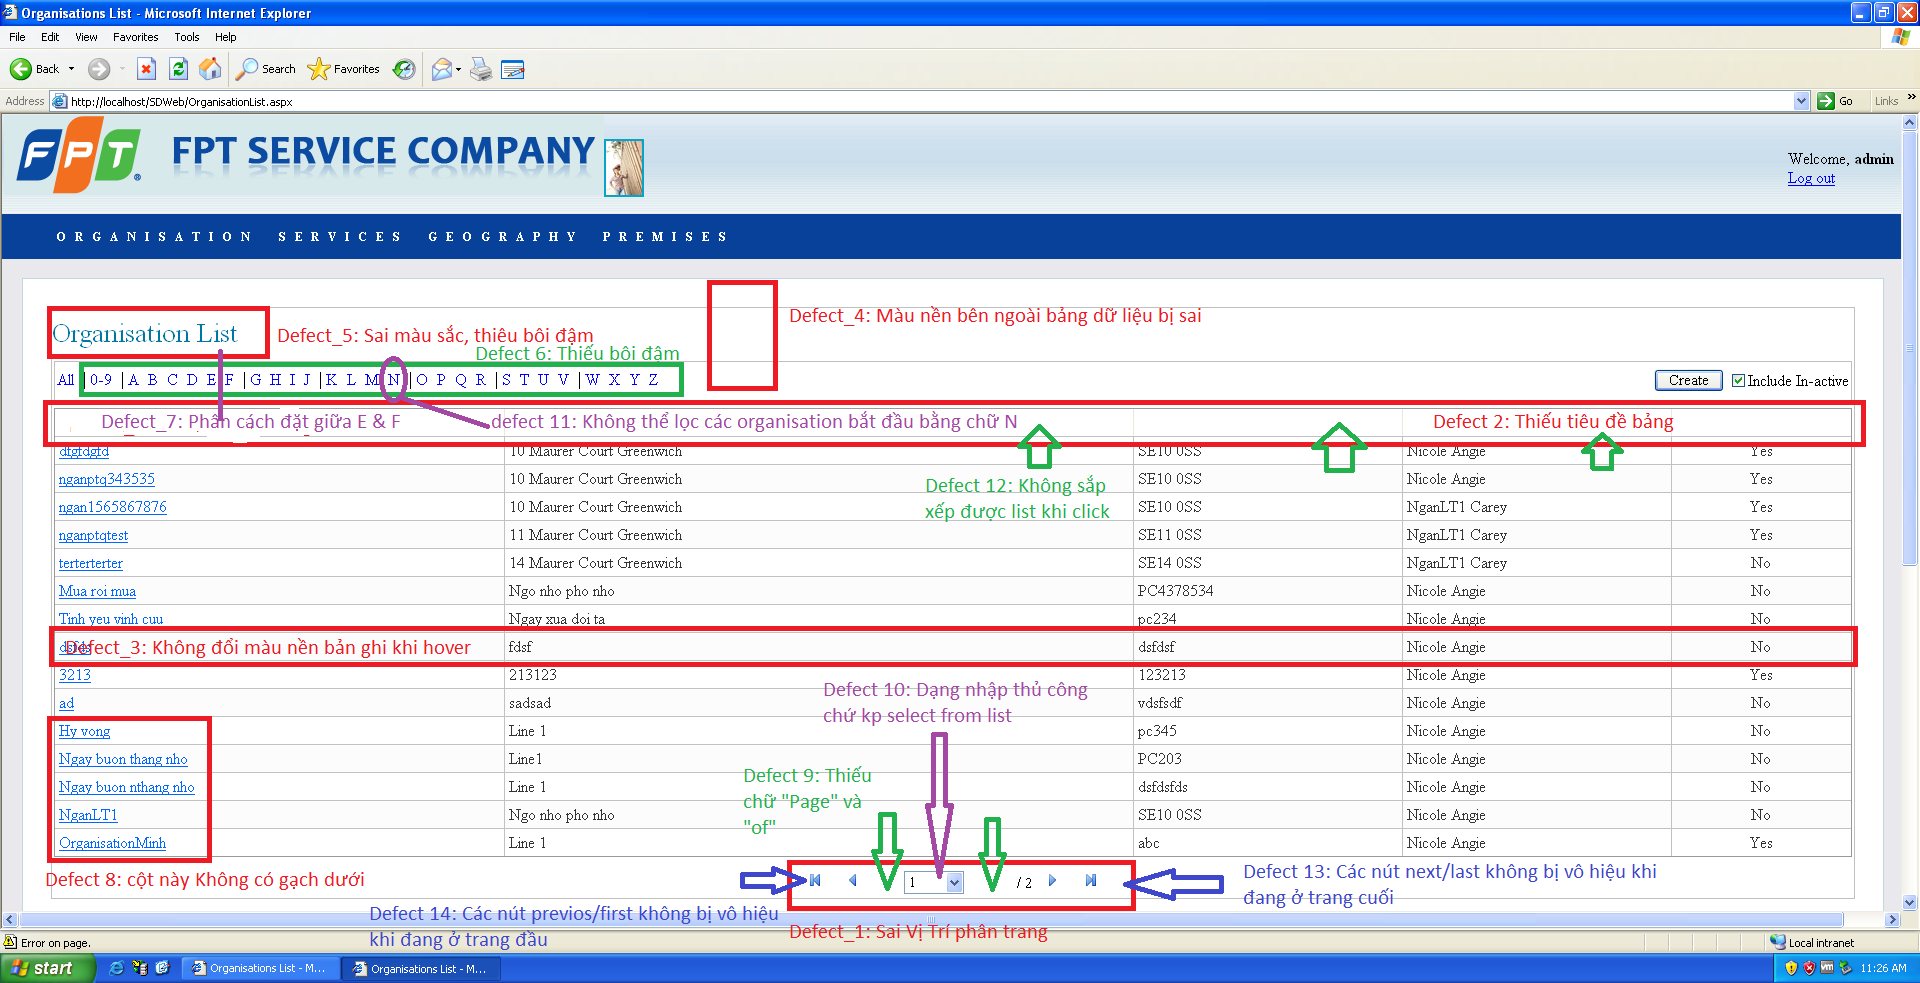 Organisations List - Microsoft Internet Explorer
File Edit View Favorites Tools Help
Back Search Favorites
Address http://localhost/SDWeb/OrganisationList.aspx Go Links »
FPT® FPT SERVICE COMPANY
Welcome, admin
Log out
ORGANISATION SERVICES GEOGRAPHY PREMISES
Defect_4: Màu nền bên ngoài bảng dữ liệu bị sai
Organisation List Defect_5: Sai màu sắc, thiêu bôi đậm
Defect 6: Thiếu bôi đâm
All |0-9 |A B C D E F |G H I J |K L M N |O P Q R |S T U V |W X Y Z Create Include In-active
Defect_7: Phân cách đặt giữa E & F defect 11: Không thể lọc các organisation bắt đầu bằng chữ N Defect 2: Thiếu tiêu đề bảng
dfgfdgfd 10 Maurer Court Greenwich SE10 0SS Nicole Angie Yes
nganptq343535 10 Maurer Court Greenwich SE10 0SS Nicole Angie Yes
Defect 12: Không sắp
xếp được list khi click
ngan1565867876 10 Maurer Court Greenwich SE10 0SS NganLT1 Carey Yes
nganptqtest 11 Maurer Court Greenwich SE11 0SS NganLT1 Carey Yes
terterterter 14 Maurer Court Greenwich SE14 0SS NganLT1 Carey No
Mua roi mua Ngo nho pho nho PC4378534 Nicole Angie No
Tinh yeu vinh cuu Ngay xua doi ta pc234 Nicole Angie No
Defect_3: Không đổi màu nền bản ghi khi hover fdsf dsfdsf Nicole Angie No
3213 213123 123213 Nicole Angie Yes
Defect 10: Dạng nhập thủ công
chứ kp select from list
ad sadsad vdsfsdf Nicole Angie No
Hy vong Line 1 pc345 Nicole Angie No
Ngay buon thang nho Line1 PC203 Nicole Angie No
Defect 9: Thiếu
chữ "Page" và
"of"
Ngay buon nthang nho Line 1 dsfdsfds Nicole Angie No
NganLT1 Ngo nho pho nho SE10 0SS Nicole Angie No
OrganisationMinh Line 1 abc Nicole Angie Yes
Defect 8: cột này Không có gạch dưới
1 / 2
Defect 13: Các nút next/last không bị vô hiệu khi
đang ở trang cuối
Defect 14: Các nút previos/first không bị vô hiệu
khi đang ở trang đầu
Defect_1: Sai Vị Trí phân trang
Error on page. Local intranet
start Organisations List - M... Organisations List - M... 11:26 AM